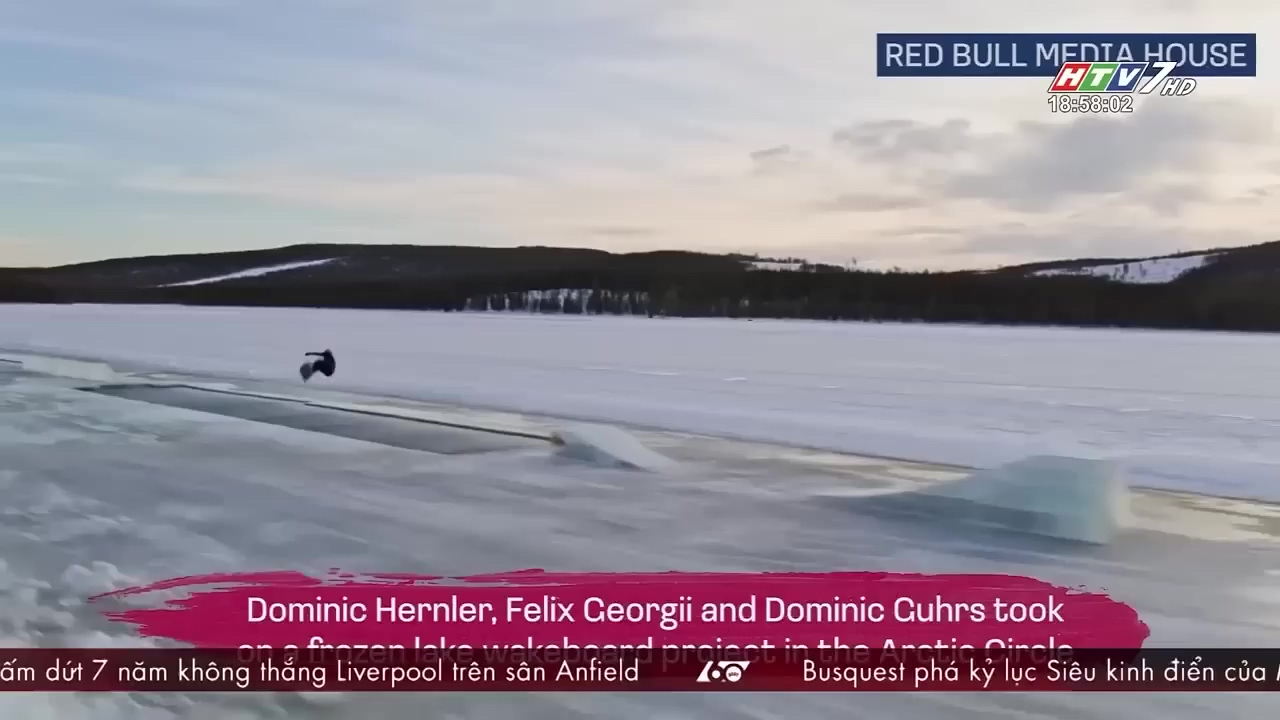 RED BULL MEDIA HOUSE
HTV7HD
18:58:02
Dominic Hernler, Felix Georgii and Dominic Guhrs took
on a frozen lake wakeboard project in the Arctic Circle
ấm dứt 7 năm không thắng Liverpool trên sân Anfield
Busquest phá kỷ lục Siêu kinh điển của